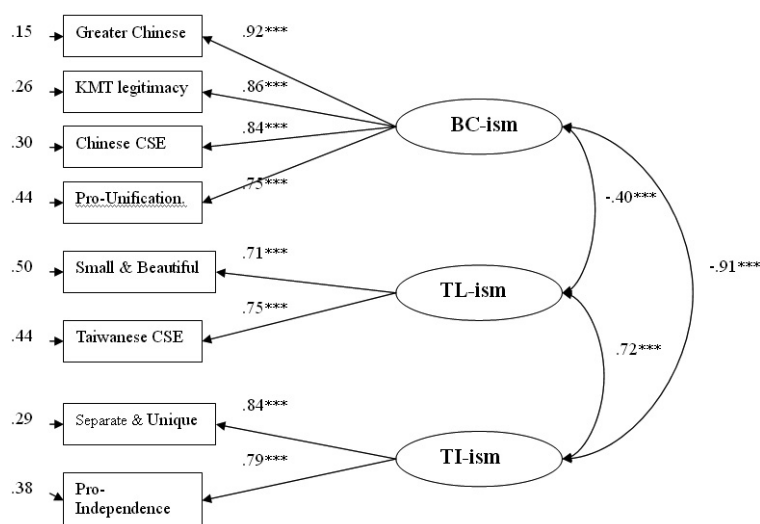 .15 Greater Chinese .92***
.26 KMT legitimacy .86***
BC-ism
.30 Chinese CSE .84***
.44 Pro-Unification. .75***
-.40***
.50 Small & Beautiful .71***
-.91***
TL-ism
.44 Taiwanese CSE .75***
.72***
.29 Separate & Unique .84***
TI-ism
.38 Pro-
Independence
.79***